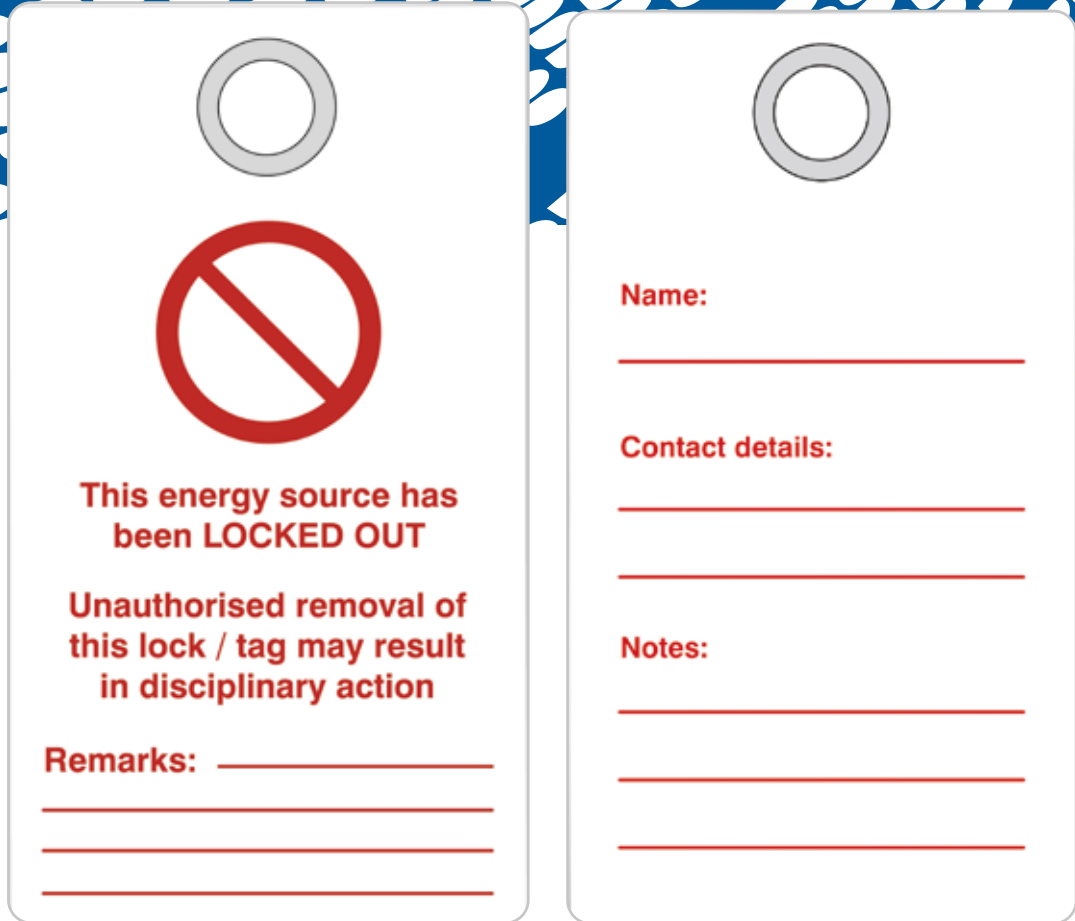 This energy source has
been LOCKED OUT
Unauthorised removal of
this lock / tag may result
in disciplinary action
Remarks:
Name:
Contact details:
Notes: